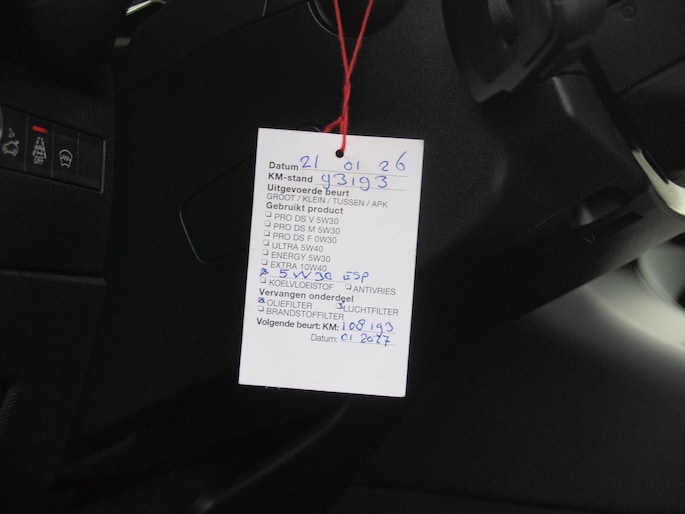 Datum 21 01 26
KM-stand 93193
Uitgevoerde beurt
GROOT / KLEIN / TUSSEN / APK
Gebruikt product
PRO DS V 5W30
PRO DS M 5W30
PRO DS F 0W30
ULTRA 5W40
ENERGY 5W30
EXTRA 10W40
5W30 ESP
KOELVLOEISTOF ANTIVRIES
Vervangen onderdeel
OLIEFILTER LUCHTFILTER
BRANDSTOFFILTER
Volgende beurt: KM: 108193
Datum: 01 2027
OFF